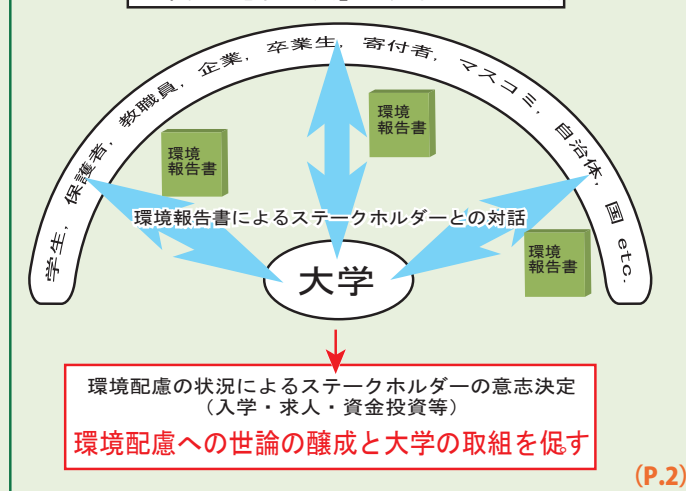 学生, 保護者, 教職員, 企業, 卒業生, 寄付者, マスコミ, 自治体, 国 etc.
環境
報告書
環境
報告書
環境報告書によるステークホルダーとの対話
環境
報告書
大学
環境配慮の状況によるステークホルダーの意志決定
（入学・求人・資金投資等）
環境配慮への世論の醸成と大学の取組を促す
(P.2)